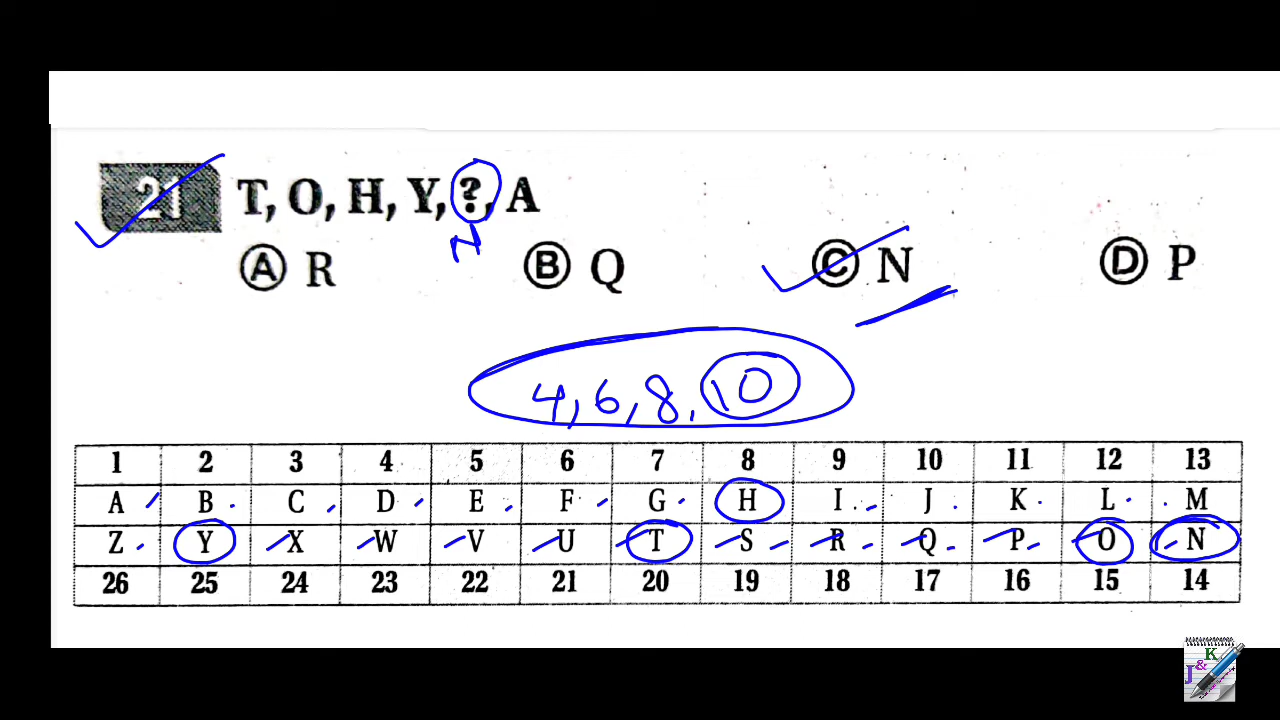 21 T, O, H, Y, ?, A
N
Ⓐ R Ⓑ Q Ⓒ N Ⓓ P
4, 6, 8, 10
1 2 3 4 5 6 7 8 9 10 11 12 13
A B C D E F G H I J K L M
Z Y X W V U T S R Q P O N
26 25 24 23 22 21 20 19 18 17 16 15 14
J & K